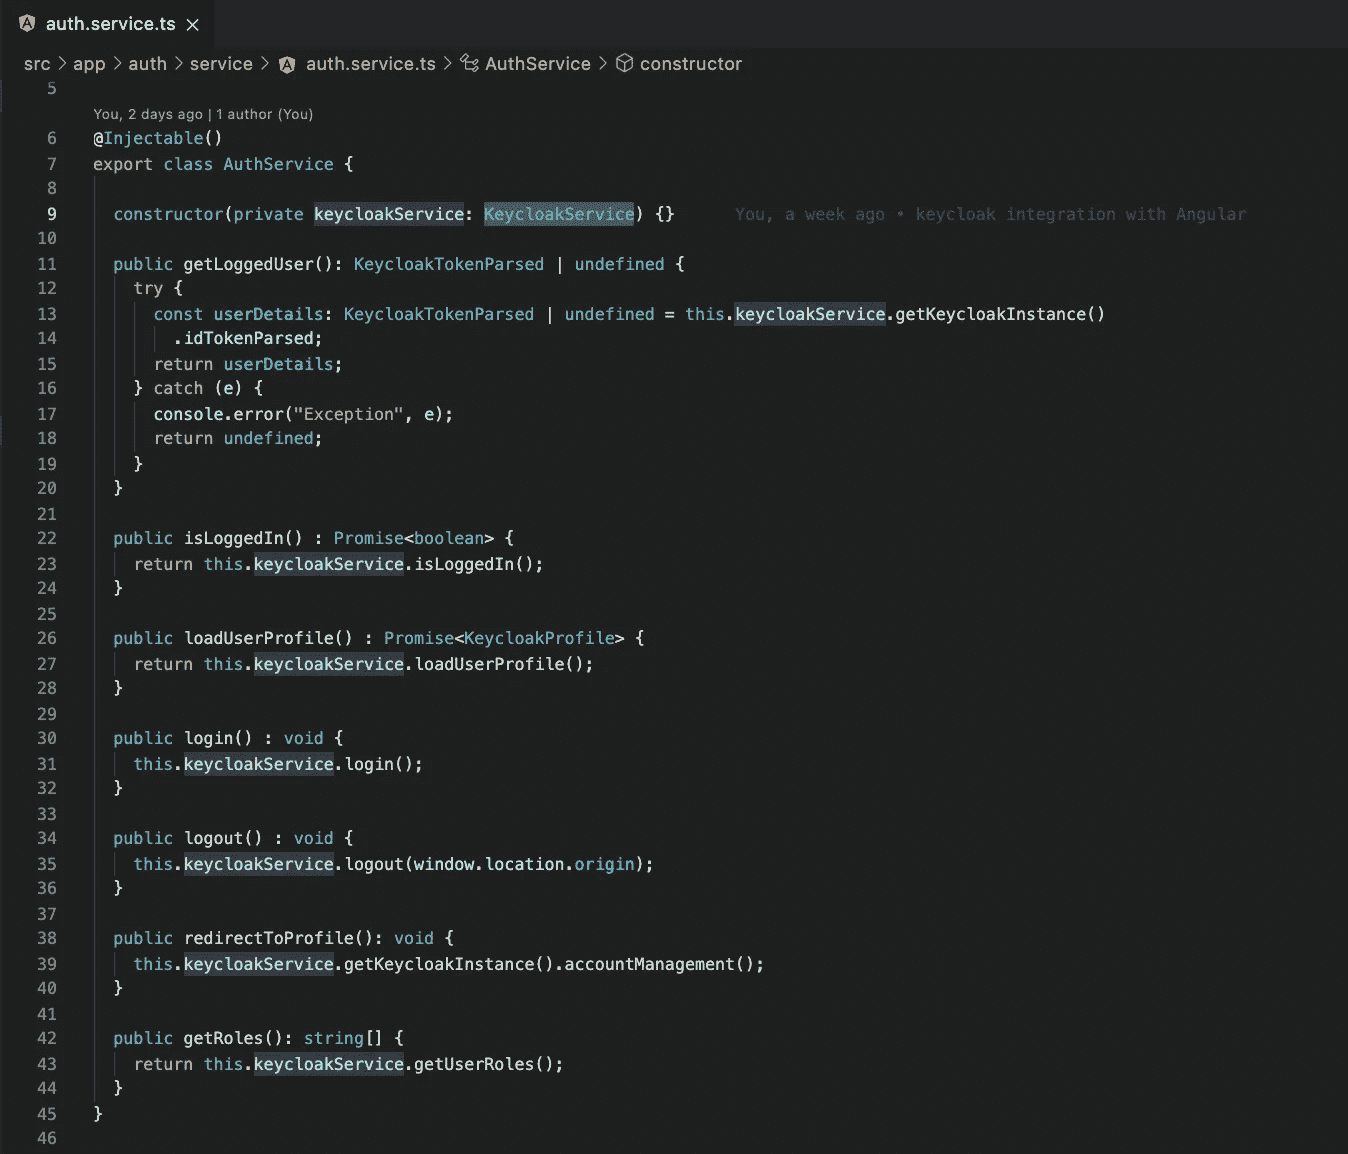 auth.service.ts ×
src > app > auth > service > auth.service.ts > AuthService > constructor
5
You, 2 days ago | 1 author (You)
6 @Injectable()
7 export class AuthService {
8
9 constructor(private keycloakService: KeycloakService) {} You, a week ago • keycloak integration with Angular
10
11 public getLoggedUser(): KeycloakTokenParsed | undefined {
12 try {
13 const userDetails: KeycloakTokenParsed | undefined = this.keycloakService.getKeycloakInstance()
14 .idTokenParsed;
15 return userDetails;
16 } catch (e) {
17 console.error("Exception", e);
18 return undefined;
19 }
20 }
21
22 public isLoggedIn() : Promise<boolean> {
23 return this.keycloakService.isLoggedIn();
24 }
25
26 public loadUserProfile() : Promise<KeycloakProfile> {
27 return this.keycloakService.loadUserProfile();
28 }
29
30 public login() : void {
31 this.keycloakService.login();
32 }
33
34 public logout() : void {
35 this.keycloakService.logout(window.location.origin);
36 }
37
38 public redirectToProfile(): void {
39 this.keycloakService.getKeycloakInstance().accountManagement();
40 }
41
42 public getRoles(): string[] {
43 return this.keycloakService.getUserRoles();
44 }
45 }
46